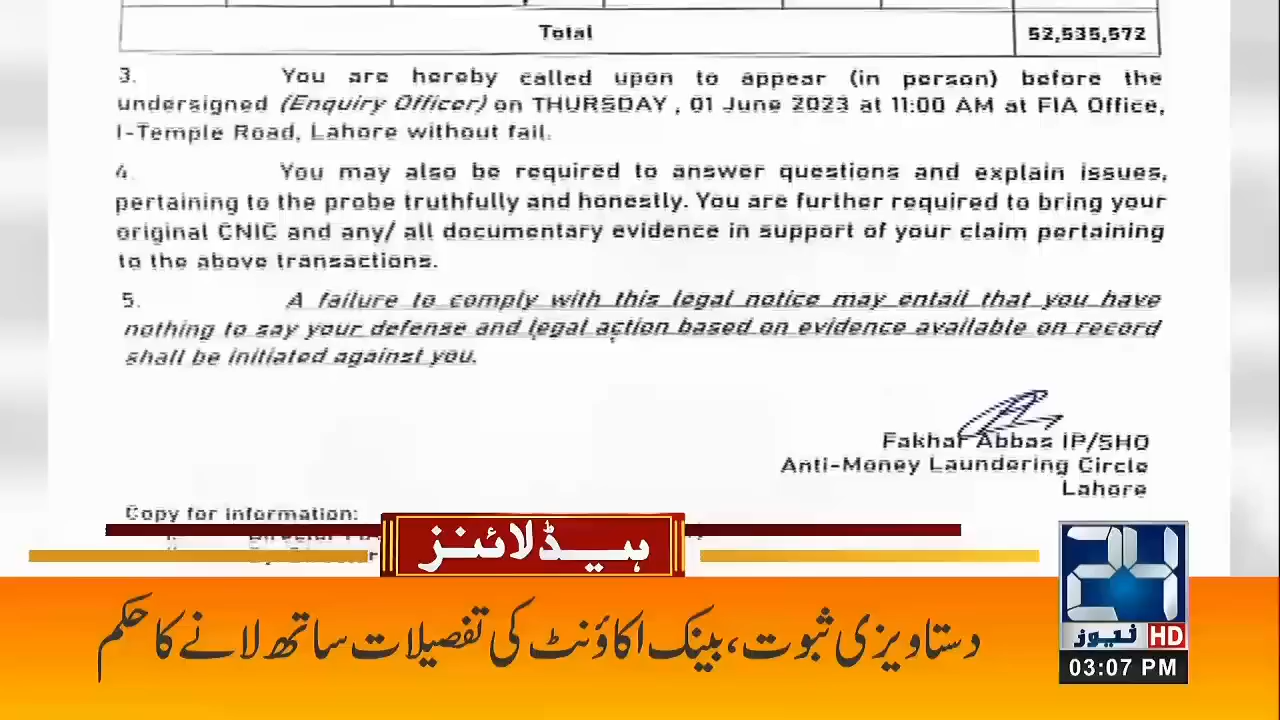 Total 52,535,572
3. You are hereby called upon to appear (in person) before the
undersigned (Enquiry Officer) on THURSDAY , 01 June 2023 at 11:00 AM at FIA Office,
I-Temple Road, Lahore without fail.
4. You may also be required to answer questions and explain issues,
pertaining to the probe truthfully and honestly. You are further required to bring your
original CNIC and any/ all documentary evidence in support of your claim pertaining
to the above transactions.
5. A failure to comply with this legal notice may entail that you have
nothing to say your defense and legal action based on evidence available on record
shall be initiated against you.
Fakhar Abbas IP/SHO
Anti-Money Laundering Circle
Lahore
Copy for information:
ہیڈلائنز
دستاویزی ثبوت، بینک اکاؤنٹ کی تفصیلات ساتھ لانے کا حکم
24
نیوز HD
03:07 PM